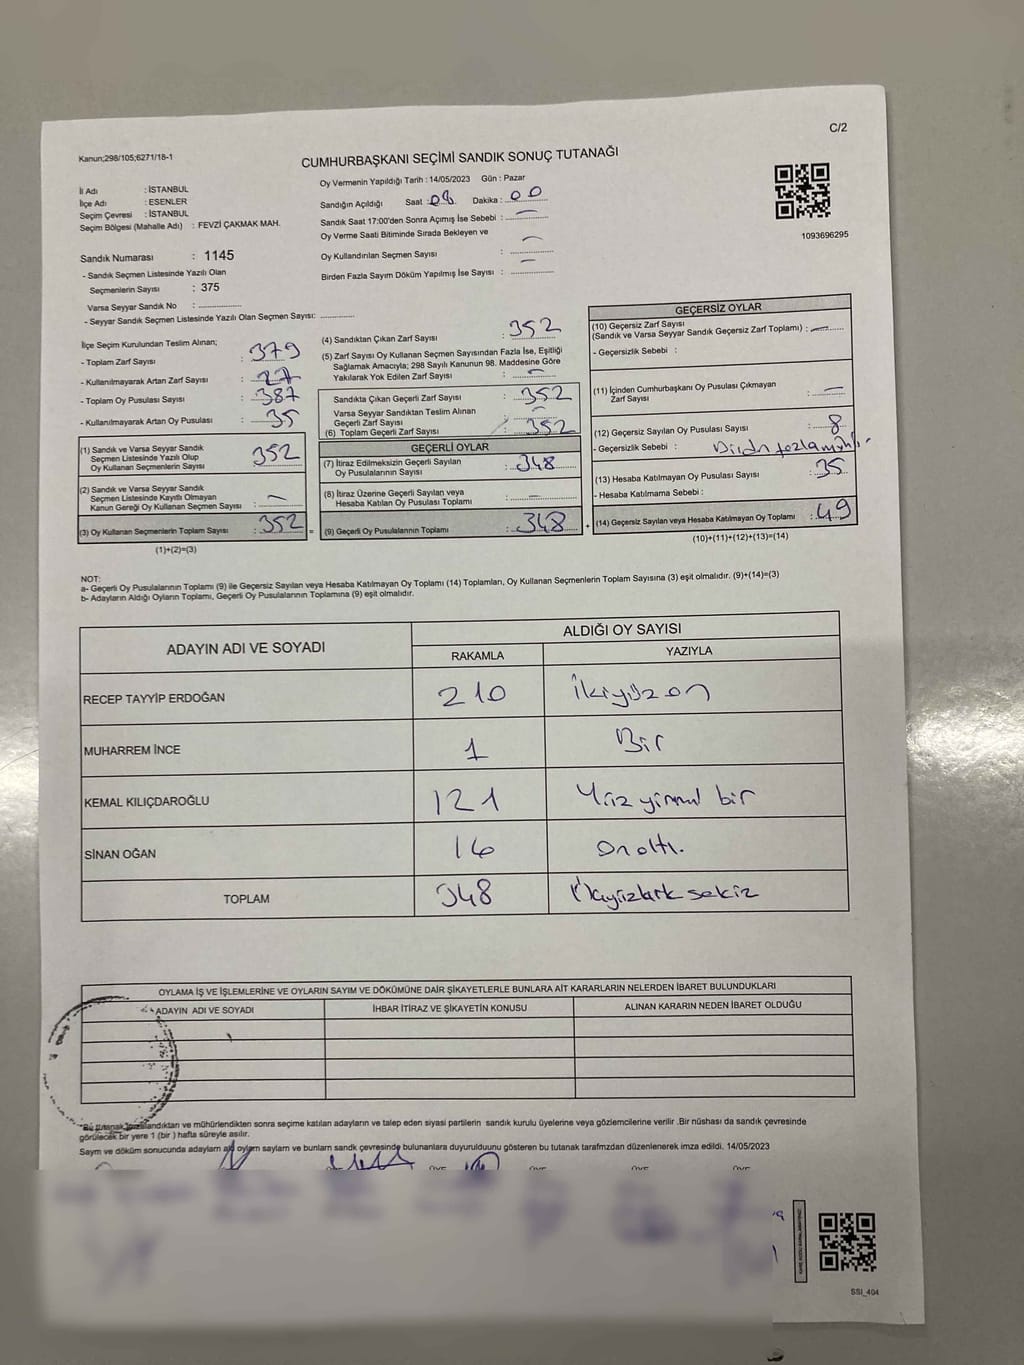 C/2
Kanun;298/105;6271/18-1
CUMHURBAŞKANI SEÇİMİ SANDIK SONUÇ TUTANAĞI
İl Adı : İSTANBUL
İlçe Adı : ESENLER
Seçim Çevresi : İSTANBUL
Seçim Bölgesi (Mahalle Adı) : FEVZİ ÇAKMAK MAH.
Sandık Numarası : 1145
- Sandık Seçmen Listesinde Yazılı Olan
Seçmenlerin Sayısı : 375
Varsa Seyyar Sandık No : ..............
- Seyyar Sandık Seçmen Listesinde Yazılı Olan Seçmen Sayısı: ............
Oy Vermenin Yapıldığı Tarih : 14/05/2023 Gün : Pazar
Sandığın Açıldığı Saat : 08 Dakika : 00
Sandık Saat 17:00'den Sonra Açımış İse Sebebi : —
Oy Verme Saati Bitiminde Sırada Bekleyen ve
Oy Kullandırılan Seçmen Sayısı : —
Birden Fazla Sayım Döküm Yapılmış İse Sayısı : —
1093696295
İlçe Seçim Kurulundan Teslim Alınan;
- Toplam Zarf Sayısı : 379
- Kullanılmayarak Artan Zarf Sayısı : 27
- Toplam Oy Pusulası Sayısı : 387
- Kullanılmayarak Artan Oy Pusulası : 35
(1) Sandık ve Varsa Seyyar Sandık
Seçmen Listesinde Yazılı Olup
Oy Kullanan Seçmenlerin Sayısı : 352
(2) Sandık ve Varsa Seyyar Sandık
Seçmen Listesinde Kayıtlı Olmayan
Kanun Gereği Oy Kullanan Seçmen Sayısı : —
(3) Oy Kullanan Seçmenlerin Toplam Sayısı : 352 =
(1)+(2)=(3)
(4) Sandıktan Çıkan Zarf Sayısı : 352
(5) Zarf Sayısı Oy Kullanan Seçmen Sayısından Fazla İse, Eşitliği
Sağlamak Amacıyla; 298 Sayılı Kanunun 98. Maddesine Göre
Yakılarak Yok Edilen Zarf Sayısı : —
Sandıkta Çıkan Geçerli Zarf Sayısı : 352
Varsa Seyyar Sandıktan Teslim Alınan
Geçerli Zarf Sayısı : —
(6) Toplam Geçerli Zarf Sayısı : 352
GEÇERLİ OYLAR
(7) İtiraz Edilmeksizin Geçerli Sayılan
Oy Pusulalarının Sayısı : 348
(8) İtiraz Üzerine Geçerli Sayılan veya
Hesaba Katılan Oy Pusulası Toplamı : —
(9) Geçerli Oy Pusulalarının Toplamı : 348 +
GEÇERSİZ OYLAR
(10) Geçersiz Zarf Sayısı
(Sandık ve Varsa Seyyar Sandık Geçersiz Zarf Toplamı) : —
- Geçersizlik Sebebi :
(11) İçinden Cumhurbaşkanı Oy Pusulası Çıkmayan
Zarf Sayısı : —
(12) Geçersiz Sayılan Oy Pusulası Sayısı : 8
- Geçersizlik Sebebi :
(13) Hesaba Katılmayan Oy Pusulası Sayısı : 35
- Hesaba Katılmama Sebebi :
(14) Geçersiz Sayılan veya Hesaba Katılmayan Oy Toplamı : 49
(10)+(11)+(12)+(13)=(14)
NOT:
a- Geçerli Oy Pusulalarının Toplamı (9) ile Geçersiz Sayılan veya Hesaba Katılmayan Oy Toplamı (14) Toplamları, Oy Kullanan Seçmenlerin Toplam Sayısına (3) eşit olmalıdır. (9)+(14)=(3)
b- Adayların Aldığı Oyların Toplamı, Geçerli Oy Pusulalarının Toplamına (9) eşit olmalıdır.
ADAYIN ADI VE SOYADI
ALDIĞI OY SAYISI
RAKAMLA YAZIYLA
RECEP TAYYİP ERDOĞAN 210 İkiyüzon
MUHARREM İNCE 1 Bir
KEMAL KILIÇDAROĞLU 121 Yüz yirmi bir
SİNAN OĞAN 16 Onaltı.
TOPLAM 348
OYLAMA İŞ VE İŞLEMLERİNE VE OYLARIN SAYIM VE DÖKÜMÜNE DAİR ŞİKAYETLERLE BUNLARA AİT KARARLARIN NELERDEN İBARET BULUNDUKLARI
ADAYIN ADI VE SOYADI İHBAR İTİRAZ VE ŞİKAYETİN KONUSU ALINAN KARARIN NEDEN İBARET OLDUĞU
Bu tutanak imzalandıktan ve mühürlendikten sonra seçime katılan adayların ve talep eden siyasi partilerin sandık kurulu üyelerine veya gözlemcilerine verilir .Bir nüshası da sandık çevresinde
görülecek bir yere 1 (bir ) hafta süreyle asılır.
Sayım ve döküm sonucunda adayların oyların sayları ve bunların sandık çevresinde bulunanlara duyurulduğunu gösteren bu tutanak tarafımızdan düzenlenerek imza edildi. 14/05/2023
SSI_404